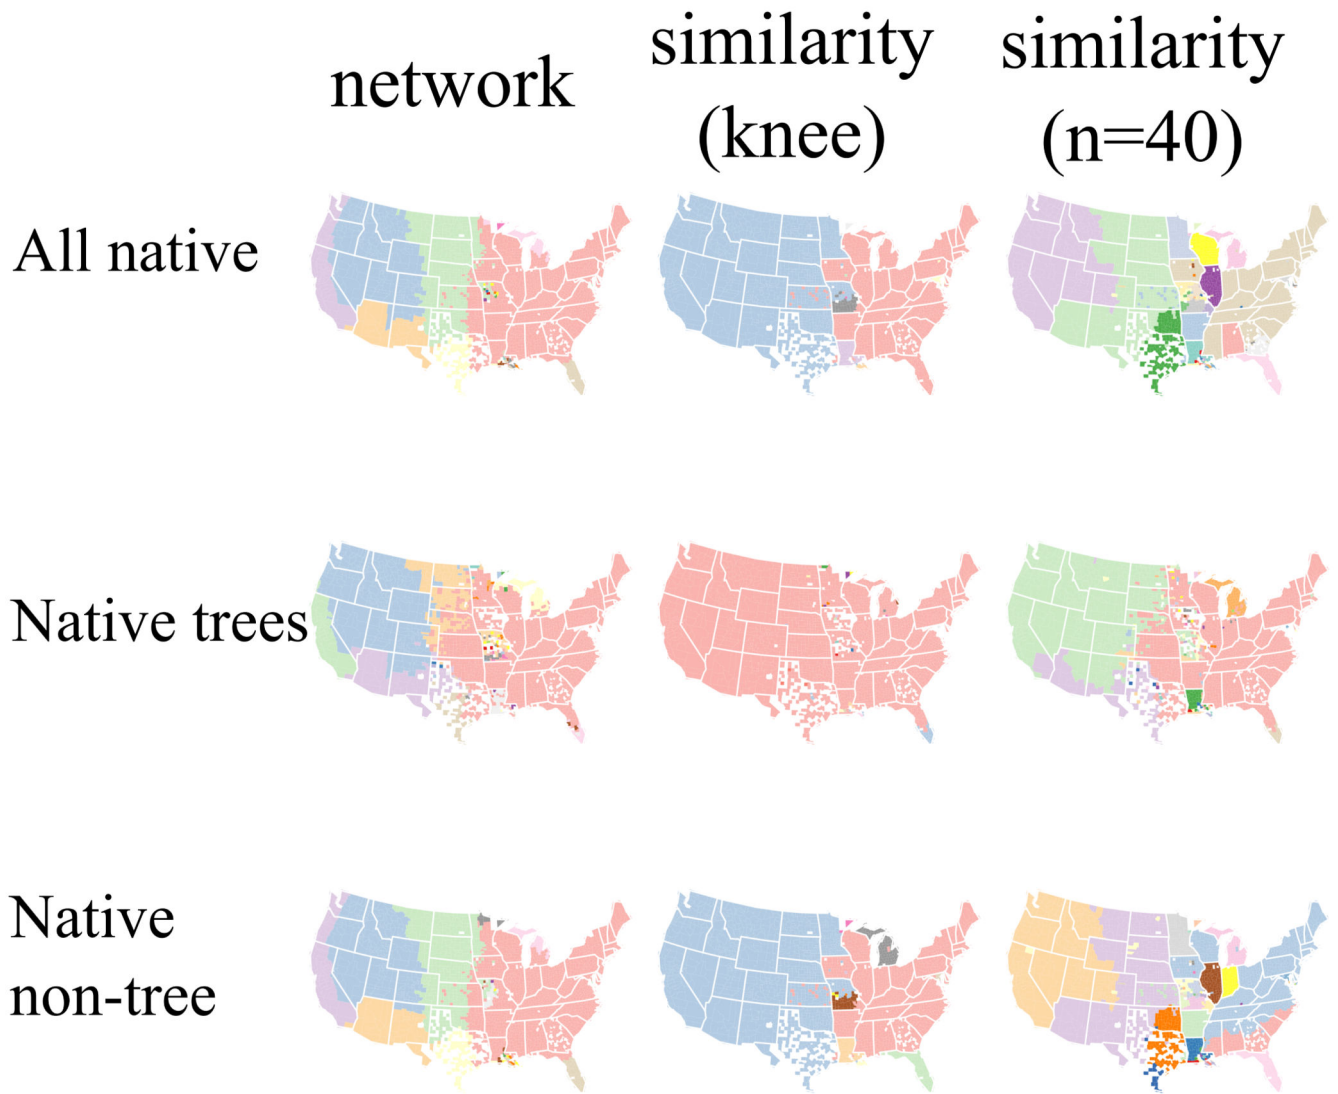 network
similarity
(knee)
similarity
(n=40)
All native
Native trees
Native
non-tree